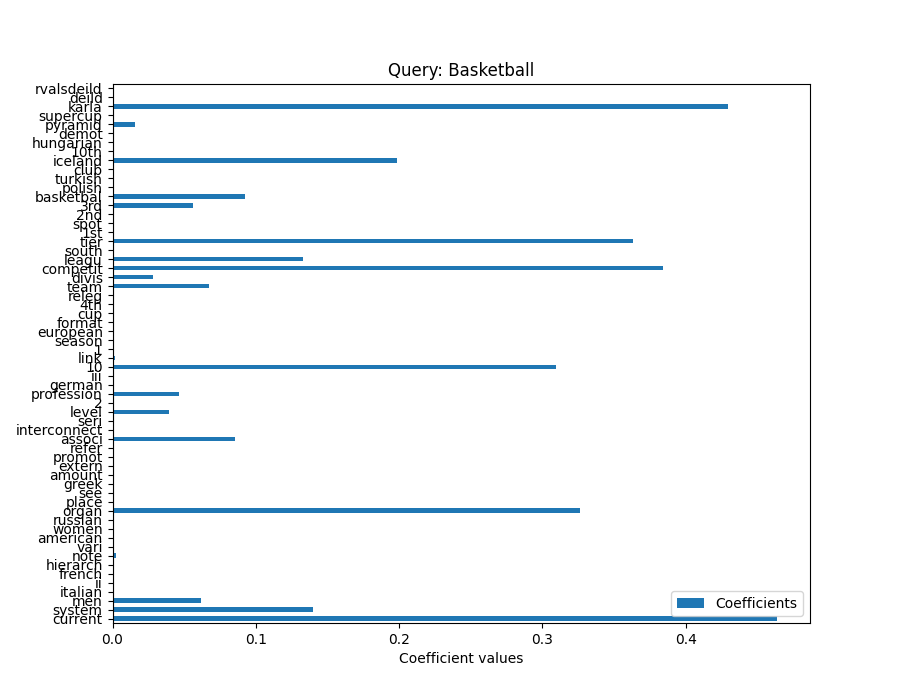 Query: Basketball
rvalsdeild
deild
karla
supercup
pyramid
demot
hungarian
10th
iceland
club
turkish
polish
basketbal
3rd
2nd
spot
1st
tier
south
leagu
competit
divis
team
releg
4th
cup
format
european
season
1
link
10
iii
german
profession
2
level
seri
interconnect
associ
refer
promot
extern
amount
greek
see
place
organ
russian
women
american
vari
note
hierarch
french
ii
italian
men
system
current
Coefficients
0.0 0.1 0.2 0.3 0.4
Coefficient values